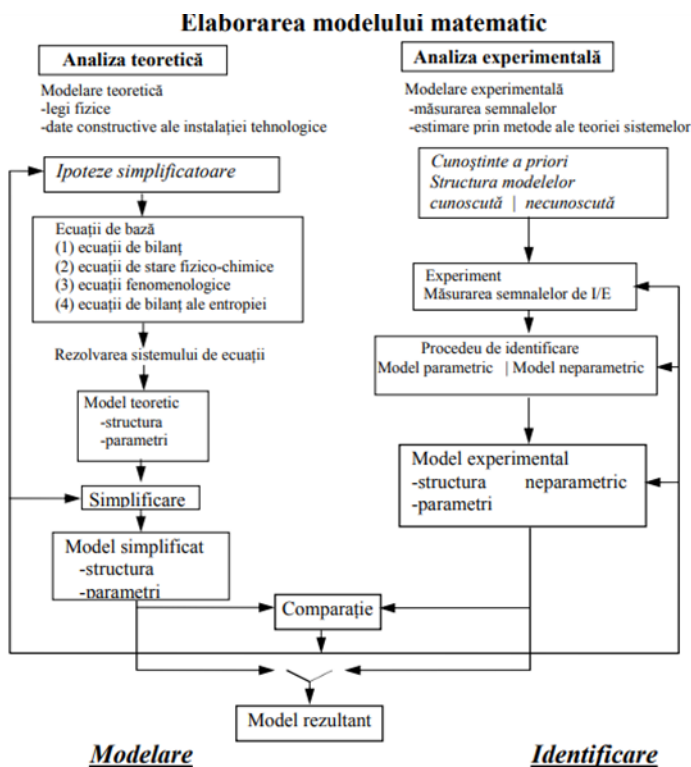 Elaborarea modelului matematic
Analiza teoretică
Modelare teoretică
-legi fizice
-date constructive ale instalației tehnologice
Ipoteze simplificatoare
Ecuații de bază
(1) ecuații de bilanț
(2) ecuații de stare fizico-chimice
(3) ecuații fenomenologice
(4) ecuații de bilanț ale entropiei
Rezolvarea sistemului de ecuații
Model teoretic
-structura
-parametri
Simplificare
Model simplificat
-structura
-parametri
Analiza experimentală
Modelare experimentală
-măsurarea semnalelor
-estimare prin metode ale teoriei sistemelor
Cunoștinte a priori
Structura modelelor
cunoscută | necunoscută
Experiment
Măsurarea semnalelor de I/E
Procedeu de identificare
Model parametric | Model neparametric
Model experimental
-structura neparametric
-parametri
Comparație
Model rezultant
Modelare
Identificare